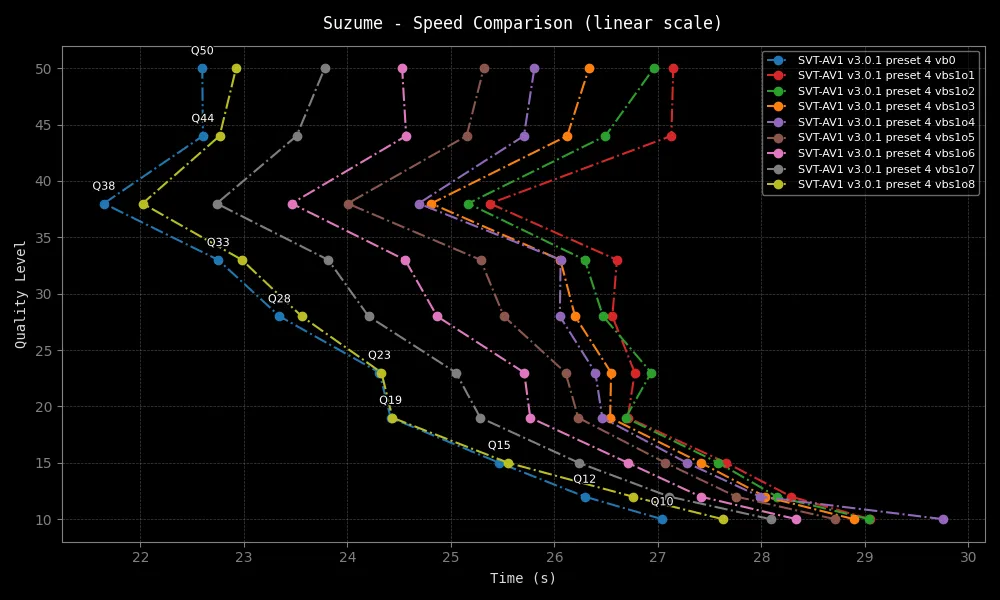 Suzume - Speed Comparison (linear scale)
Quality Level
50
45
40
35
30
25
20
15
10
Q50
Q44
Q38
Q33
Q28
Q23
Q19
Q15
Q12
Q10
SVT-AV1 v3.0.1 preset 4 vb0
SVT-AV1 v3.0.1 preset 4 vbs1o1
SVT-AV1 v3.0.1 preset 4 vbs1o2
SVT-AV1 v3.0.1 preset 4 vbs1o3
SVT-AV1 v3.0.1 preset 4 vbs1o4
SVT-AV1 v3.0.1 preset 4 vbs1o5
SVT-AV1 v3.0.1 preset 4 vbs1o6
SVT-AV1 v3.0.1 preset 4 vbs1o7
SVT-AV1 v3.0.1 preset 4 vbs1o8
22 23 24 25 26 27 28 29 30
Time (s)